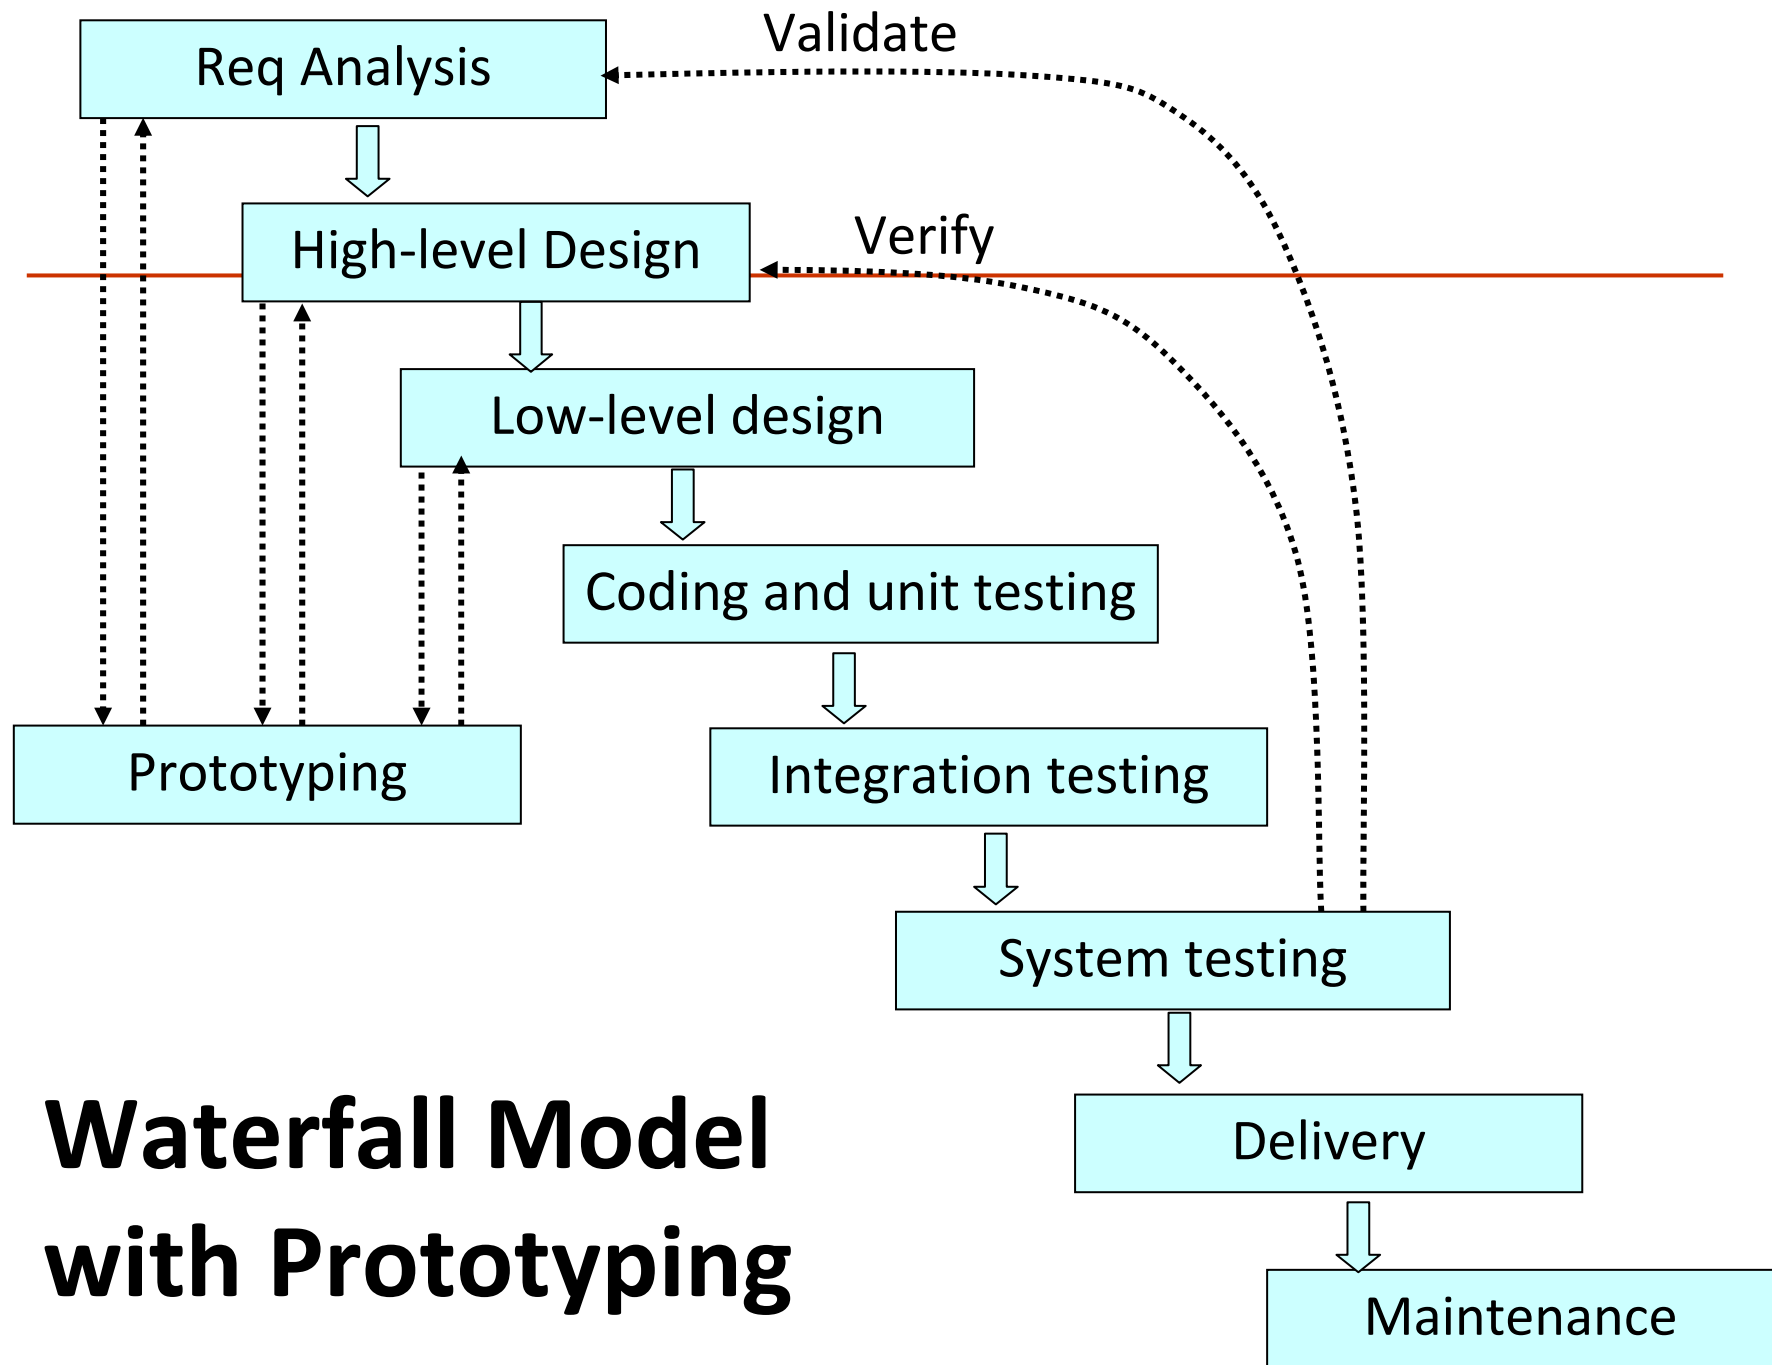 Validate
Req Analysis
Verify
High-level Design
Low-level design
Coding and unit testing
Prototyping
Integration testing
System testing
Waterfall Model
with Prototyping
Delivery
Maintenance